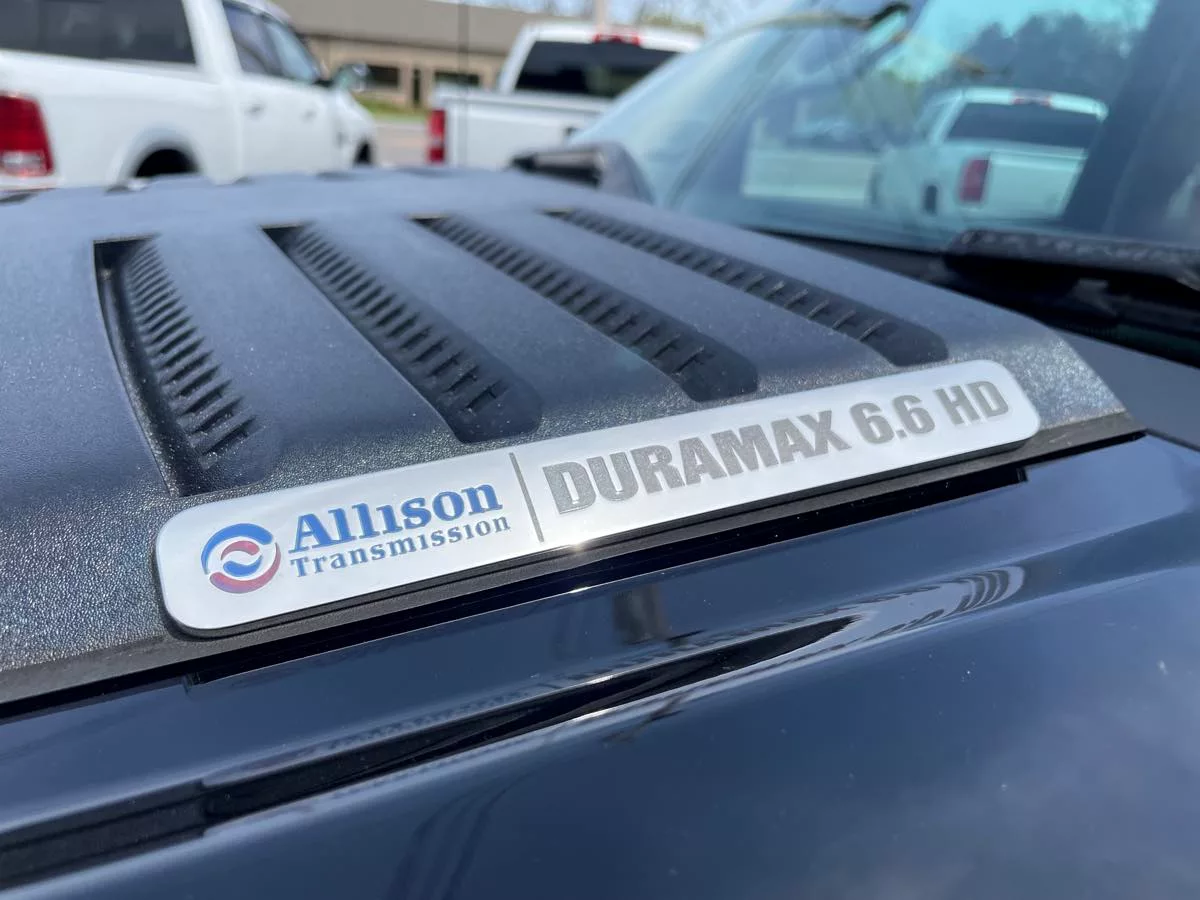 Allison
Transmission
DURAMAX 6.6 HD